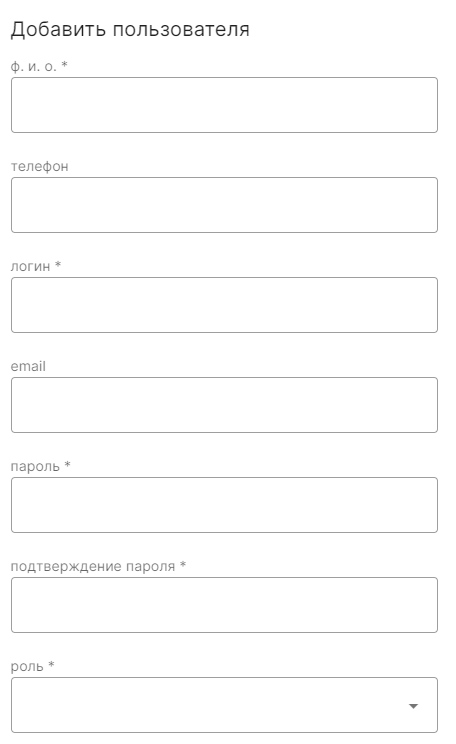 Добавить пользователя
ф. и. о. *
телефон
логин *
email
пароль *
подтверждение пароля *
роль *